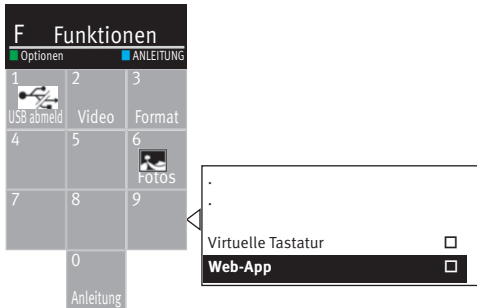 F Funktionen
Optionen ANLEITUNG
1 2 3
USB abmeld Video Format
4 5 6
Fotos
7 8 9
.
.
Virtuelle Tastatur
Web-App
0
Anleitung